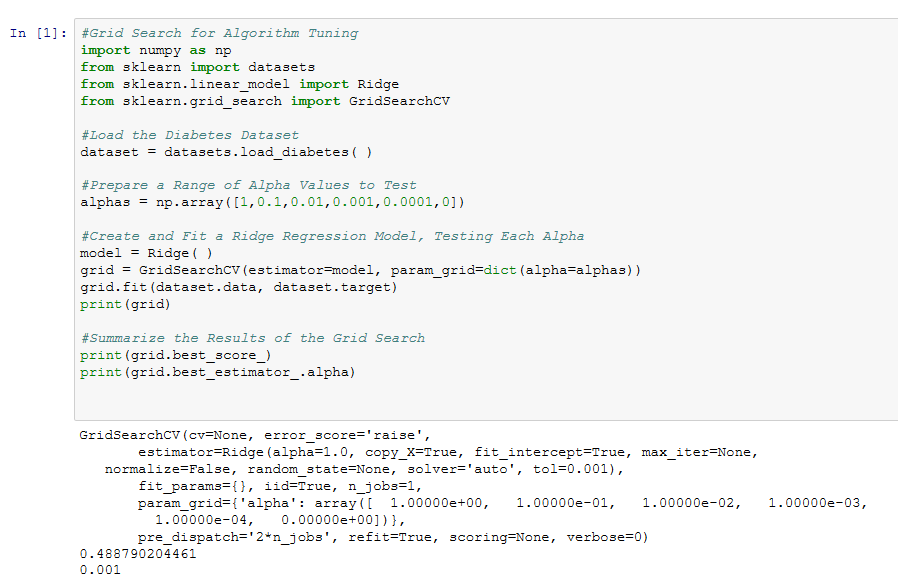 In [1]: #Grid Search for Algorithm Tuning
import numpy as np
from sklearn import datasets
from sklearn.linear_model import Ridge
from sklearn.grid_search import GridSearchCV
#Load the Diabetes Dataset
dataset = datasets.load_diabetes( )
#Prepare a Range of Alpha Values to Test
alphas = np.array([1,0.1,0.01,0.001,0.0001,0])
#Create and Fit a Ridge Regression Model, Testing Each Alpha
model = Ridge( )
grid = GridSearchCV(estimator=model, param_grid=dict(alpha=alphas))
grid.fit(dataset.data, dataset.target)
print(grid)
#Summarize the Results of the Grid Search
print(grid.best_score_)
print(grid.best_estimator_.alpha)
GridSearchCV(cv=None, error_score='raise',
estimator=Ridge(alpha=1.0, copy_X=True, fit_intercept=True, max_iter=None,
normalize=False, random_state=None, solver='auto', tol=0.001),
fit_params={}, iid=True, n_jobs=1,
param_grid={'alpha': array([  1.00000e+00,   1.00000e-01,   1.00000e-02,   1.00000e-03,
1.00000e-04,   0.00000e+00])},
pre_dispatch='2*n_jobs', refit=True, scoring=None, verbose=0)
0.488790204461
0.001